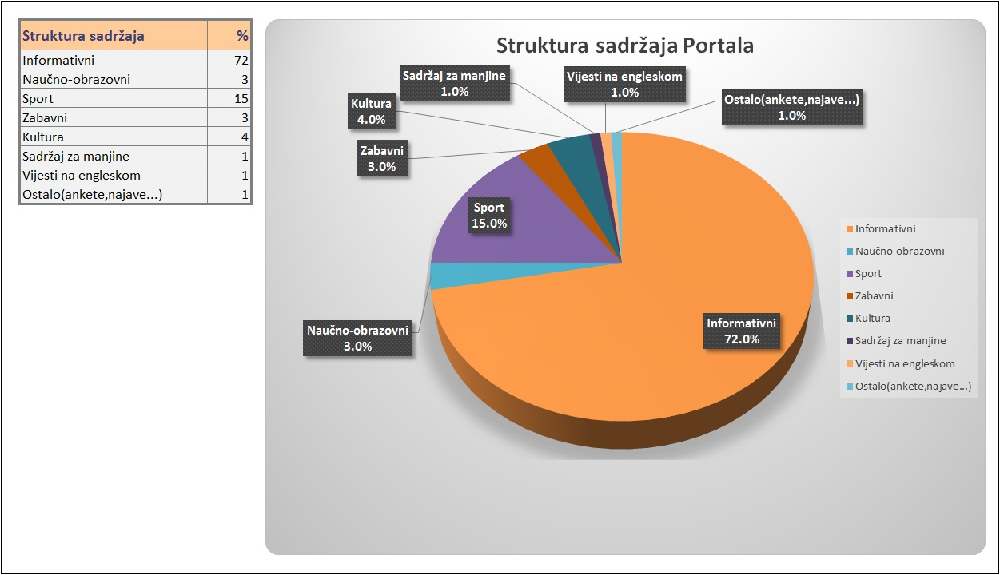 Struktura sadržaja %
Informativni 72
Naučno-obrazovni 3
Sport 15
Zabavni 3
Kultura 4
Sadržaj za manjine 1
Vijesti na engleskom 1
Ostalo(ankete,najave...) 1
Struktura sadržaja Portala
Sadržaj za manjine
1.0%
Vijesti na engleskom
1.0%
Ostalo(ankete,najave...)
1.0%
Kultura
4.0%
Zabavni
3.0%
Sport
15.0%
Naučno-obrazovni
3.0%
Informativni
72.0%
Informativni
Naučno-obrazovni
Sport
Zabavni
Kultura
Sadržaj za manjine
Vijesti na engleskom
Ostalo(ankete,najave...)